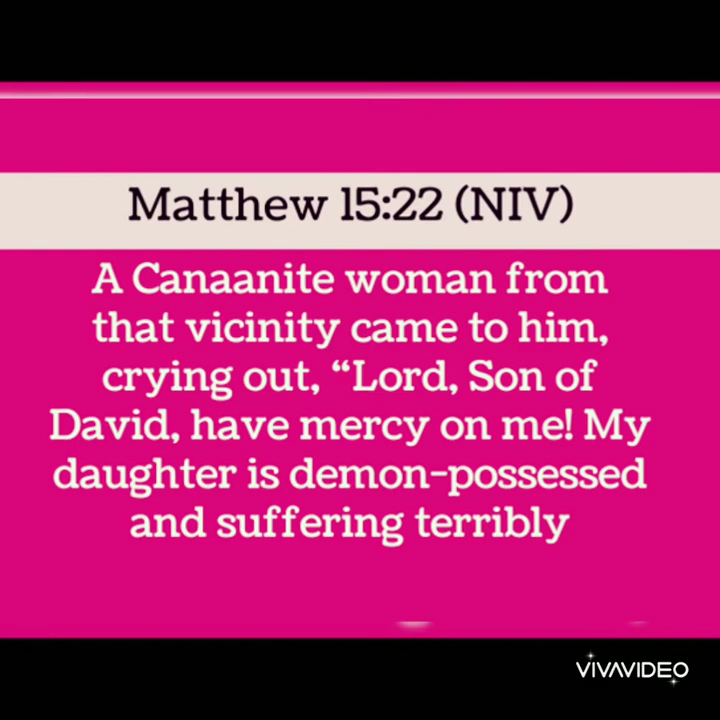 Matthew 15:22 (NIV)
A Canaanite woman from
that vicinity came to him,
crying out, “Lord, Son of
David, have mercy on me! My
daughter is demon-possessed
and suffering terribly
VIVAVIDEO